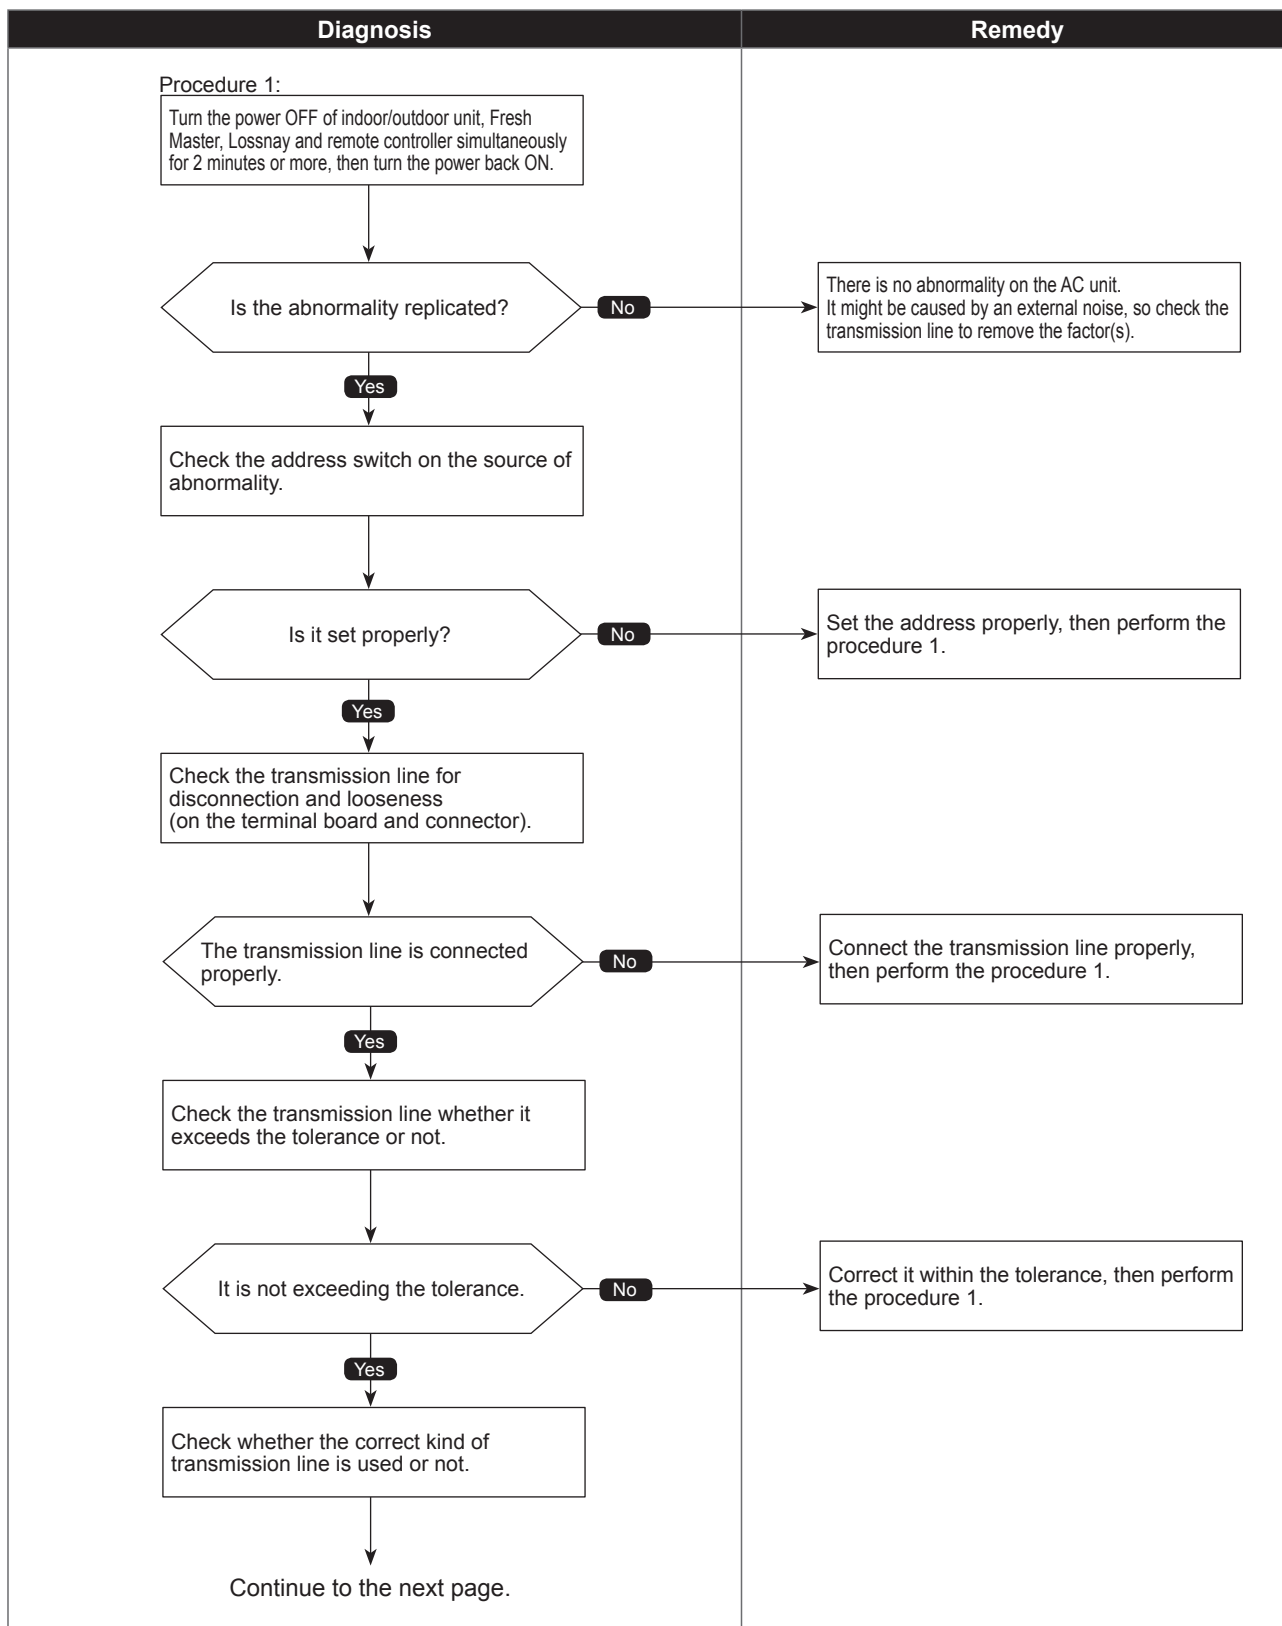 Diagnosis
Remedy
Procedure 1:
Turn the power OFF of indoor/outdoor unit, Fresh
Master, Lossnay and remote controller simultaneously
for 2 minutes or more, then turn the power back ON.
Is the abnormality replicated?
No
There is no abnormality on the AC unit.
It might be caused by an external noise, so check the
transmission line to remove the factor(s).
Yes
Check the address switch on the source of
abnormality.
Is it set properly?
No
Set the address properly, then perform the
procedure 1.
Yes
Check the transmission line for
disconnection and looseness
(on the terminal board and connector).
The transmission line is connected
properly.
No
Connect the transmission line properly,
then perform the procedure 1.
Yes
Check the transmission line whether it
exceeds the tolerance or not.
It is not exceeding the tolerance.
No
Correct it within the tolerance, then perform
the procedure 1.
Yes
Check whether the correct kind of
transmission line is used or not.
Continue to the next page.